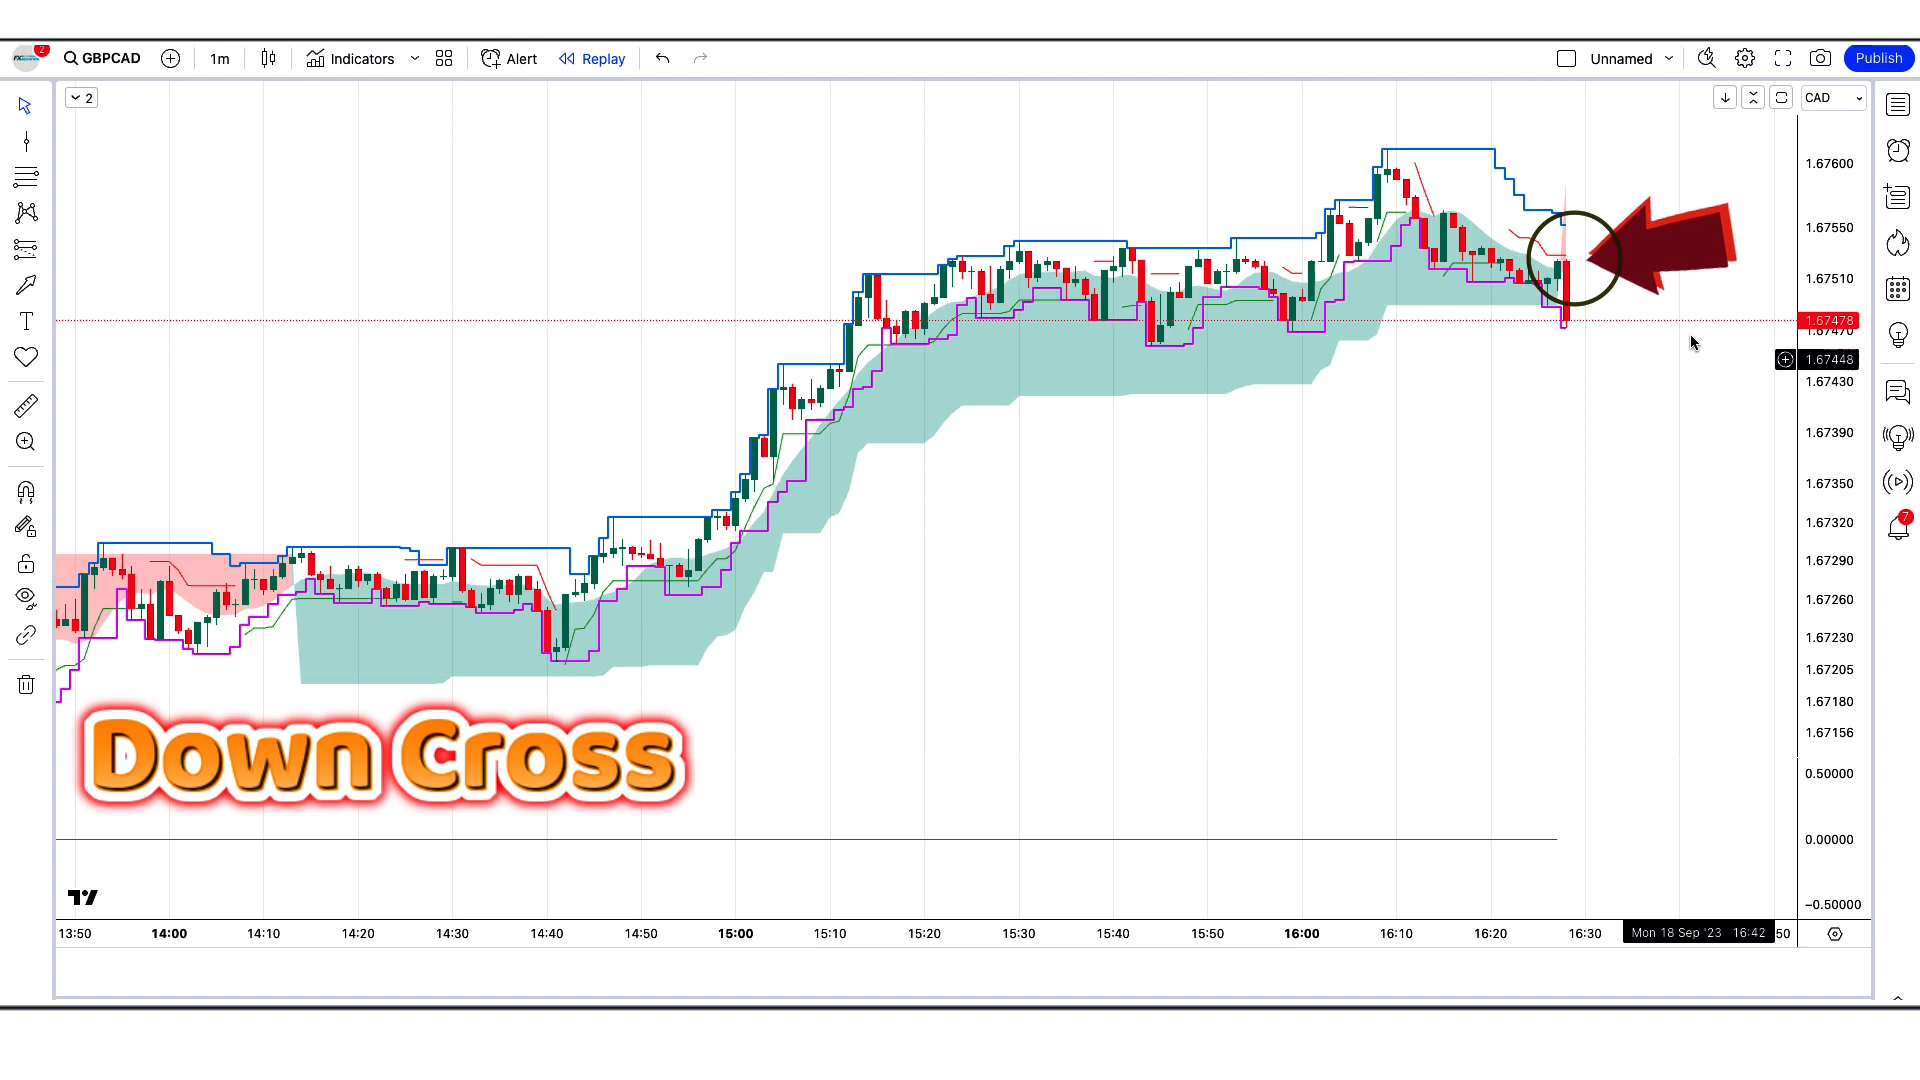 2
GBPCAD
1m
Indicators
Alert
Replay
Unnamed
Publish
2
CAD
1.67600
1.67550
1.67510
1.67478
1.67470
1.67448
1.67430
1.67390
1.67350
1.67320
1.67290
1.67260
1.67230
1.67205
1.67180
1.67156
0.50000
0.00000
−0.50000
7
T
Down Cross
13:50 14:00 14:10 14:20 14:30 14:40 14:50 15:00 15:10 15:20 15:30 15:40 15:50 16:00 16:10 16:20 16:30 Mon 18 Sep '23 16:42 50